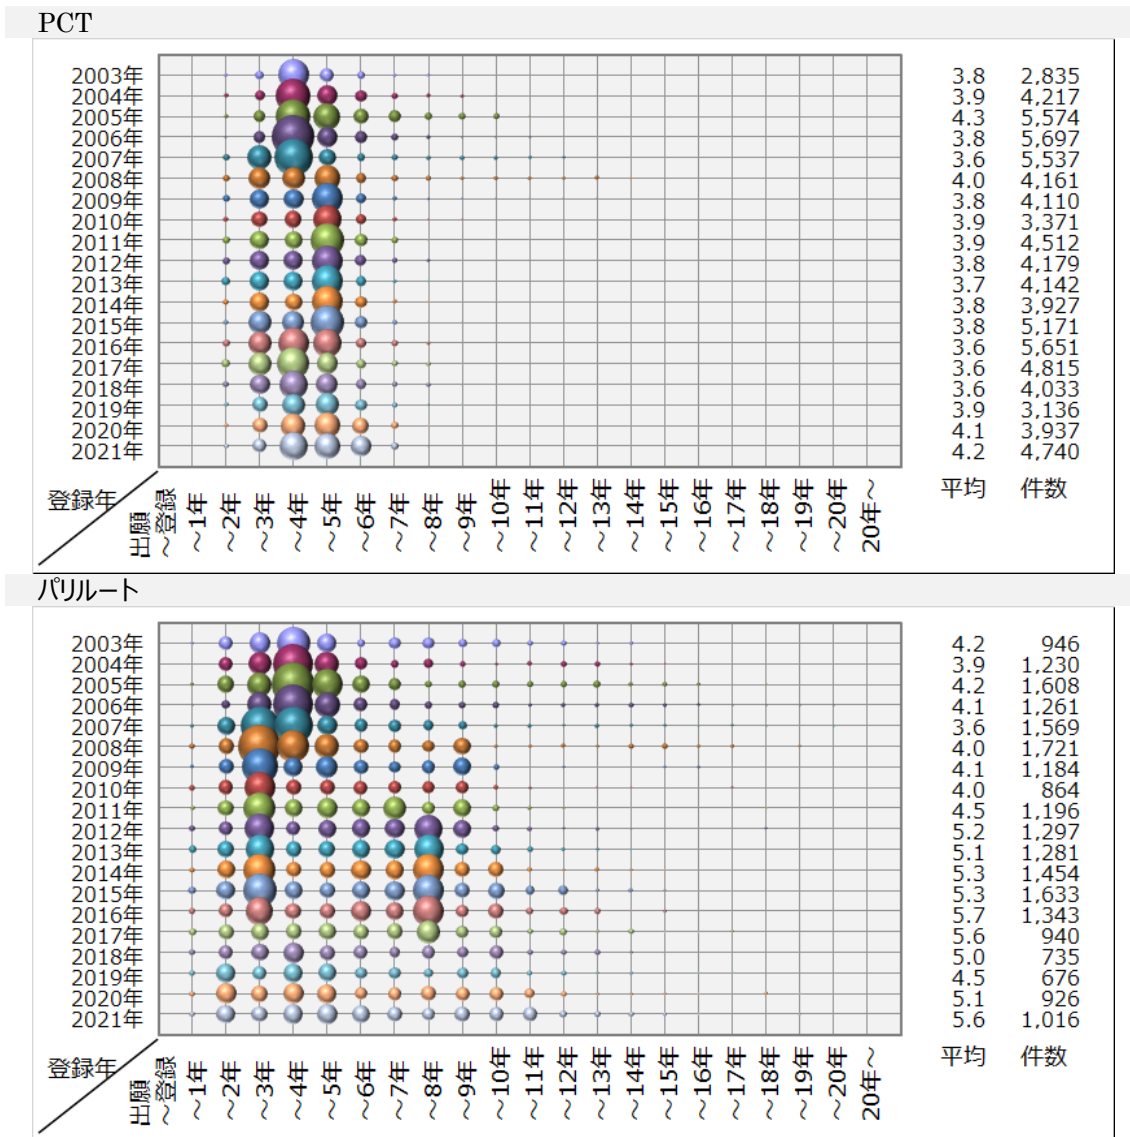 PCT
2003年 3.8 2,835
2004年 3.9 4,217
2005年 4.3 5,574
2006年 3.8 5,697
2007年 3.6 5,537
2008年 4.0 4,161
2009年 3.8 4,110
2010年 3.9 3,371
2011年 3.9 4,512
2012年 3.8 4,179
2013年 3.7 4,142
2014年 3.8 3,927
2015年 3.8 5,171
2016年 3.6 5,651
2017年 3.6 4,815
2018年 3.6 4,033
2019年 3.9 3,136
2020年 4.1 3,937
2021年 4.2 4,740
登録年 平均 件数
出願
～登録
～1年
～2年
～3年
～4年
～5年
～6年
～7年
～8年
～9年
～10年
～11年
～12年
～13年
～14年
～15年
～16年
～17年
～18年
～19年
～20年
20年～
パリルート
2003年 4.2 946
2004年 3.9 1,230
2005年 4.2 1,608
2006年 4.1 1,261
2007年 3.6 1,569
2008年 4.0 1,721
2009年 4.1 1,184
2010年 4.0 864
2011年 4.5 1,196
2012年 5.2 1,297
2013年 5.1 1,281
2014年 5.3 1,454
2015年 5.3 1,633
2016年 5.7 1,343
2017年 5.6 940
2018年 5.0 735
2019年 4.5 676
2020年 5.1 926
2021年 5.6 1,016
登録年 平均 件数
出願
～登録
～1年
～2年
～3年
～4年
～5年
～6年
～7年
～8年
～9年
～10年
～11年
～12年
～13年
～14年
～15年
～16年
～17年
～18年
～19年
～20年
20年～